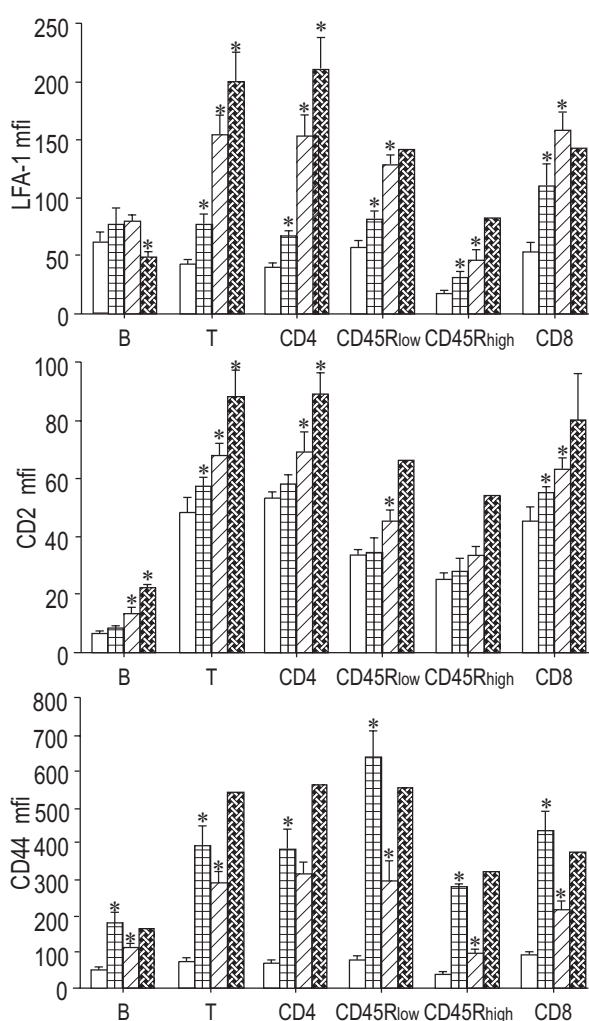 250
200
150
100
50
0
LFA-1 mfi
* * * * * * * * * * * * *
B T CD4 CD45Rlow CD45Rhigh CD8
100
80
60
40
20
0
CD2 mfi
* * * * * * * * * * *
B T CD4 CD45Rlow CD45Rhigh CD8
800
700
600
500
400
300
200
100
0
CD44 mfi
* * * * * * * * * * *
B T CD4 CD45Rlow CD45Rhigh CD8